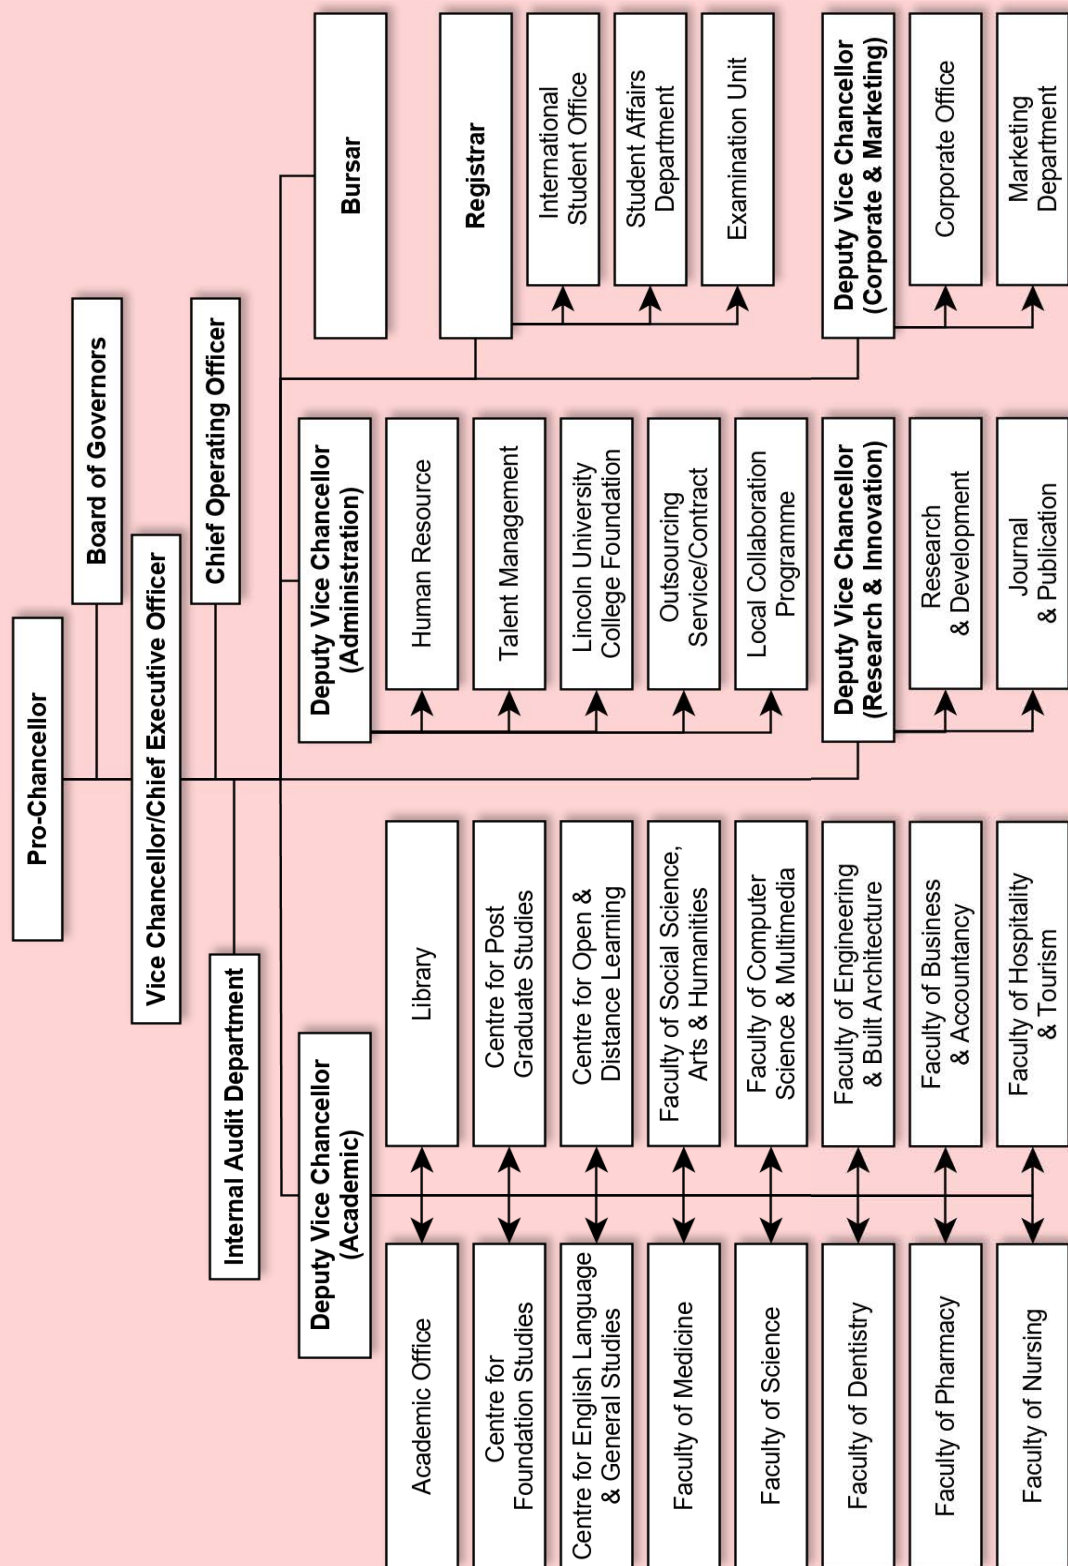 Pro-Chancellor
Board of Governors
Vice Chancellor/Chief Executive Officer
Chief Operating Officer
Internal Audit Department
Deputy Vice Chancellor
(Academic)
Academic Office
Library
Centre for
Foundation Studies
Centre for Post
Graduate Studies
Centre for English Language
& General Studies
Centre for Open &
Distance Learning
Faculty of Medicine
Faculty of Social Science,
Arts & Humanities
Faculty of Science
Faculty of Computer
Science & Multimedia
Faculty of Dentistry
Faculty of Engineering
& Built Architecture
Faculty of Pharmacy
Faculty of Business
& Accountancy
Faculty of Nursing
Faculty of Hospitality
& Tourism
Deputy Vice Chancellor
(Administration)
Human Resource
Talent Management
Lincoln University
College Foundation
Outsourcing
Service/Contract
Local Collaboration
Programme
Deputy Vice Chancellor
(Research & Innovation)
Research
& Development
Journal
& Publication
Bursar
Registrar
International
Student Office
Student Affairs
Department
Examination Unit
Deputy Vice Chancellor
(Corporate & Marketing)
Corporate Office
Marketing
Department